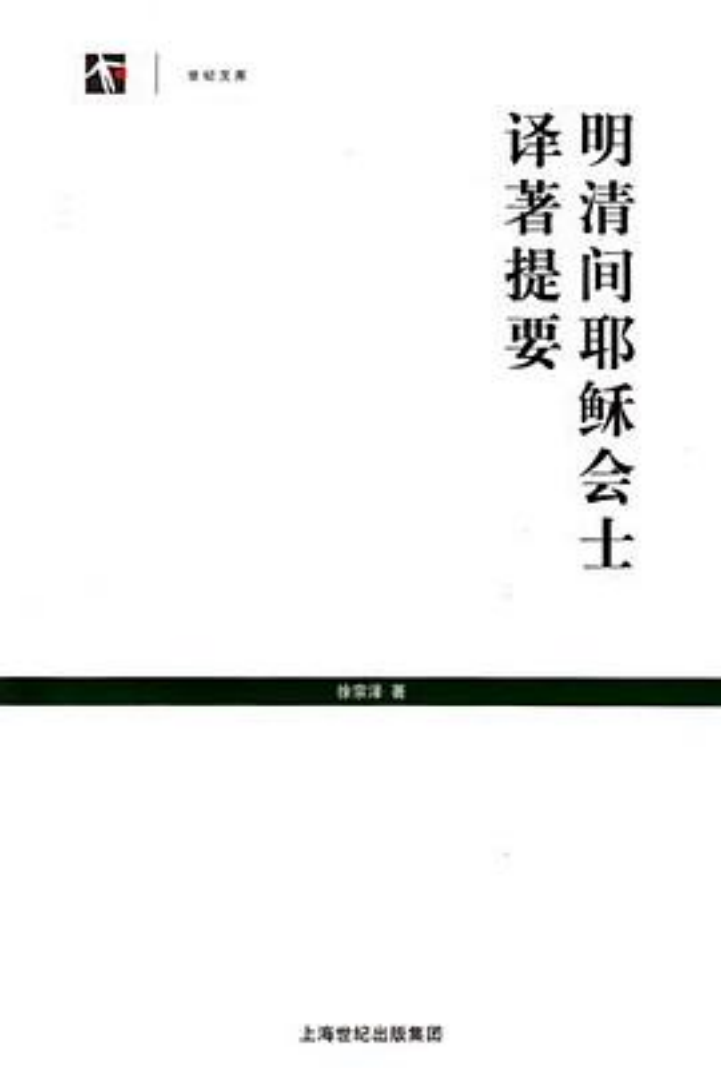 世纪文库
明清间耶稣会士
译著提要
徐宗泽 著
上海世纪出版集团